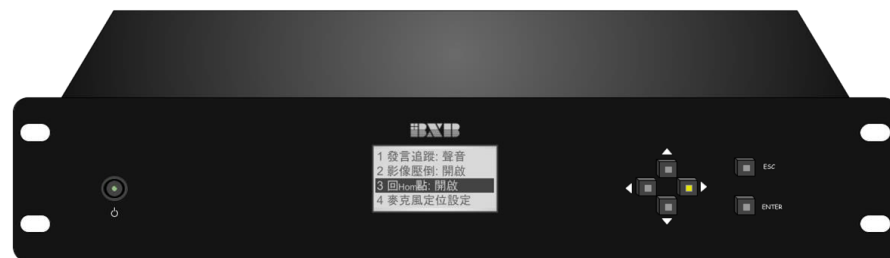 BXB
1 發言追蹤: 聲音
2 影像壓倒: 開啟
3 回Hom點: 開啟
4 麥克風定位設定
ESC
ENTER